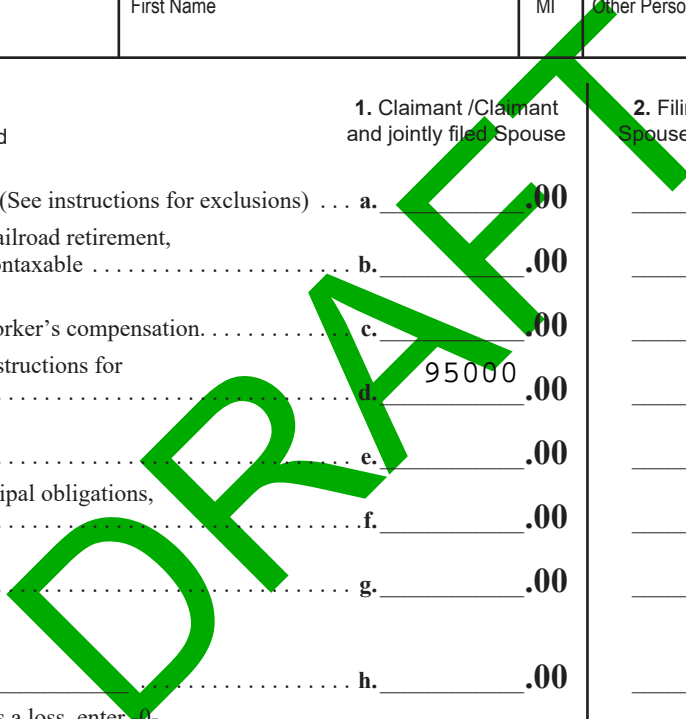 First Name MI Other Perso
1. Claimant /Claimant 2. Fili
d and jointly filed Spouse Spouse
(See instructions for exclusions) . . . a. .00
ailroad retirement,
ontaxable . . . . . . . . . . . . . . . . . . . . . b. .00
orker’s compensation. . . . . . . . . . . c. .00
structions for
95000
. . . . . . . . . . . . . . . . . . . . . . . . . . . . d. .00
. . . . . . . . . . . . . . . . . . . . . . . . . . . . e. .00
ipal obligations,
. . . . . . . . . . . . . . . . . . . . . . . . . . . . .f. .00
. . . . . . . . . . . . . . . . . . . . . . . . . . . . g. .00
. . . . . . . . . . . . . . . . . h. .00
s a loss, enter -0-
DRAFT